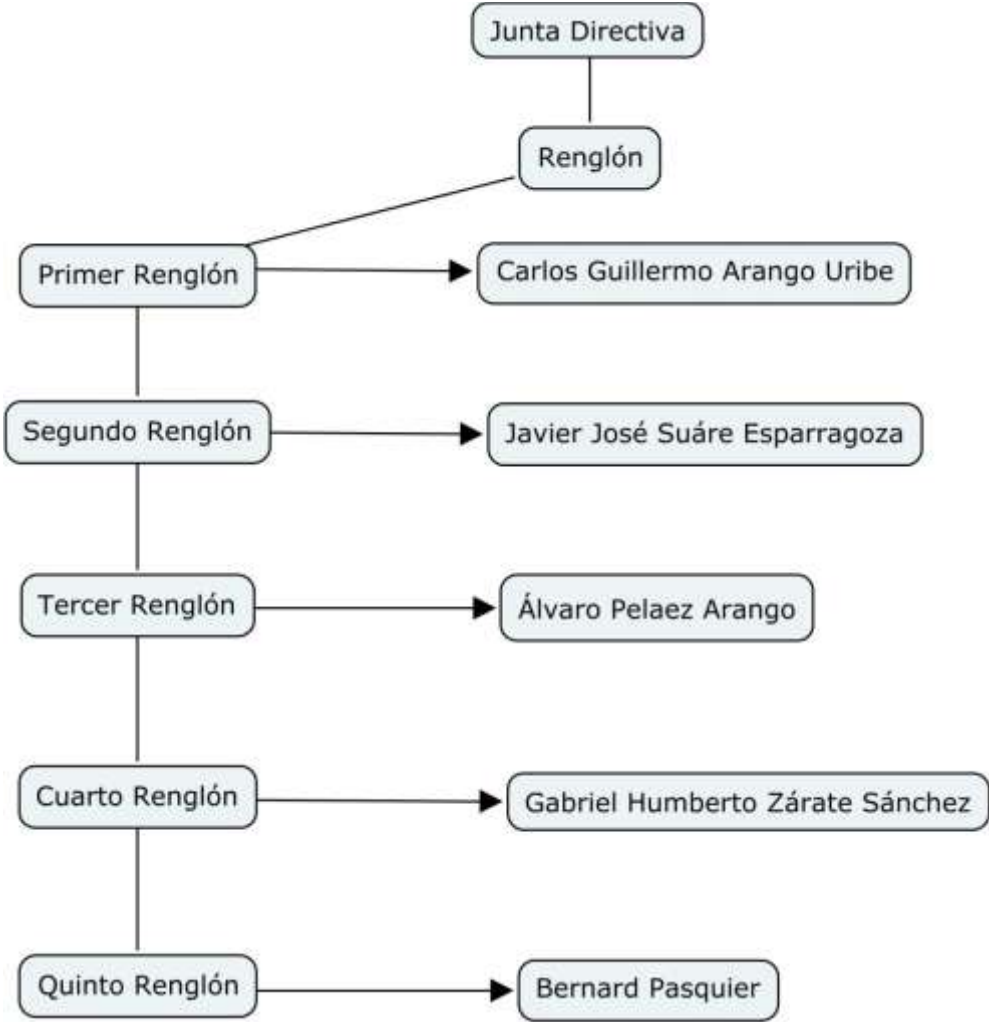 Junta Directiva
Renglón
Primer Renglón
Carlos Guillermo Arango Uribe
Segundo Renglón
Javier José Suáre Esparragoza
Tercer Renglón
Álvaro Pelaez Arango
Cuarto Renglón
Gabriel Humberto Zárate Sánchez
Quinto Renglón
Bernard Pasquier